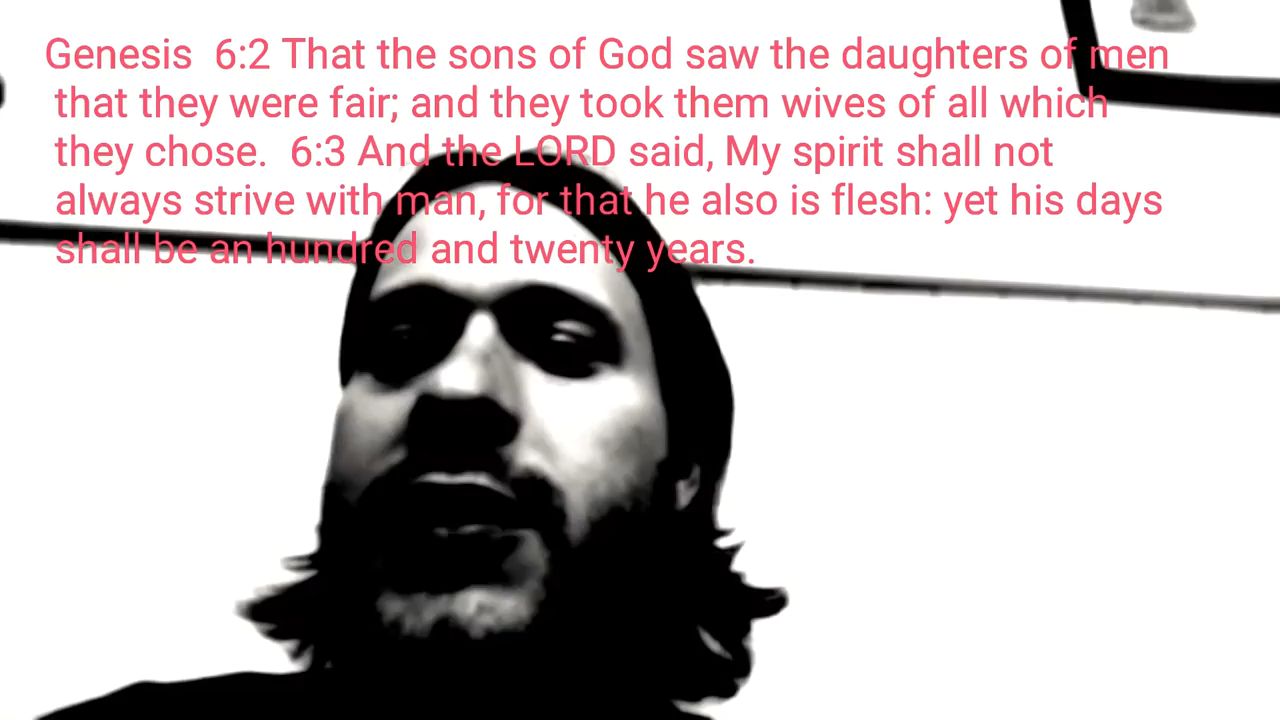 Genesis  6:2 That the sons of God saw the daughters of men
that they were fair; and they took them wives of all which
they chose.  6:3 And the LORD said, My spirit shall not
always strive with man, for that he also is flesh: yet his days
shall be an hundred and twenty years.